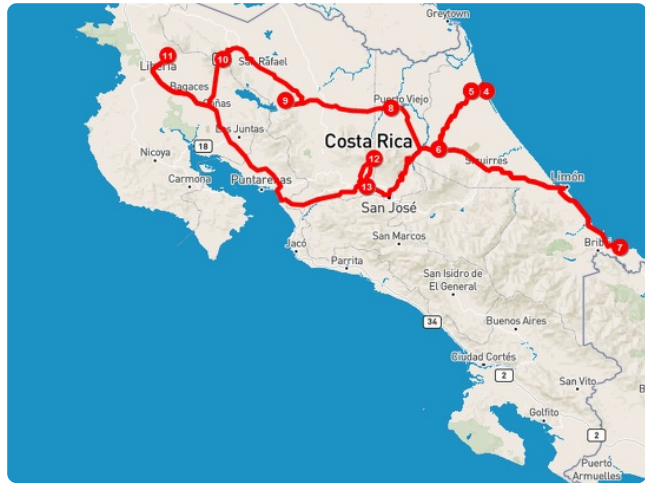 Greytown
11
Liberia
10
San Rafael
Bagaces
Cañas
9
5
4
Puerto Viejo
8
Las Juntas
Costa Rica
6
18
12
Siquirres
Nicoya
Carmona
Puntarenas
13
Limón
San José
Jacó
San Marcos
Bribri
7
Parrita
San Isidro de
El General
34
Buenos Aires
Ciudad Cortés
2
San Vito
Golfito
2
Puerto
Armuelles